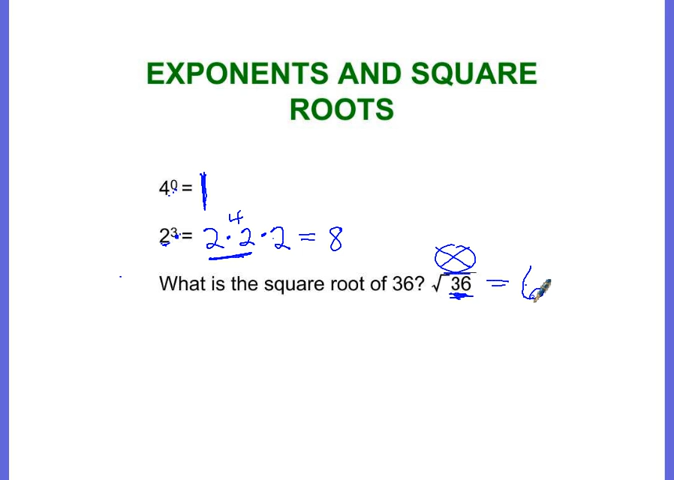 EXPONENTS AND SQUARE
ROOTS
4⁰ = 1
4
2³ = 2 · 2 · 2 = 8
What is the square root of 36? √36 = 6